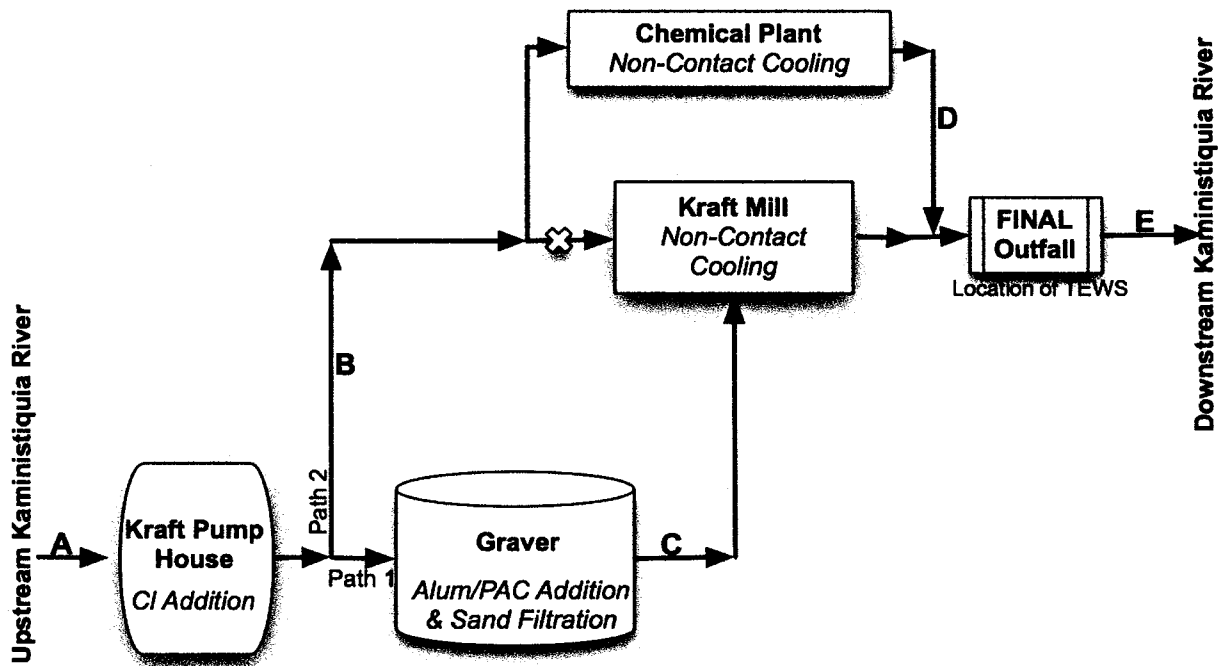 Chemical Plant
Non-Contact Cooling
D
Kraft Mill
Non-Contact
Cooling
FINAL
Outfall
Location of TEWS
E
Downstream Kaministiquia River
B
Path 2
Upstream Kaministiquia River
A
Kraft Pump
House
Cl Addition
Path 1
Graver
Alum/PAC Addition
& Sand Filtration
C